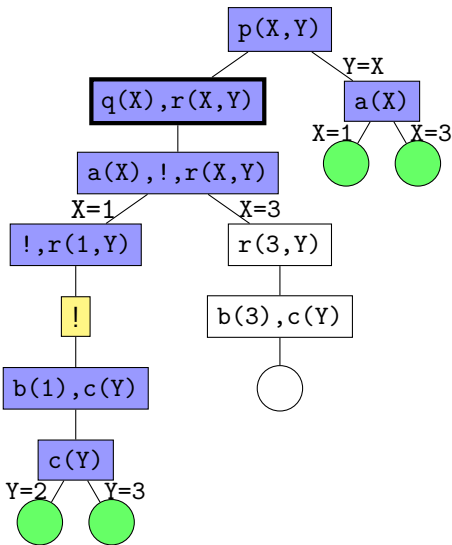 p(X,Y)
Y=X
q(X),r(X,Y)
a(X)
X=1
X=3
a(X),!,r(X,Y)
X=1
X=3
!,r(1,Y)
r(3,Y)
!
b(3),c(Y)
b(1),c(Y)
c(Y)
Y=2
Y=3